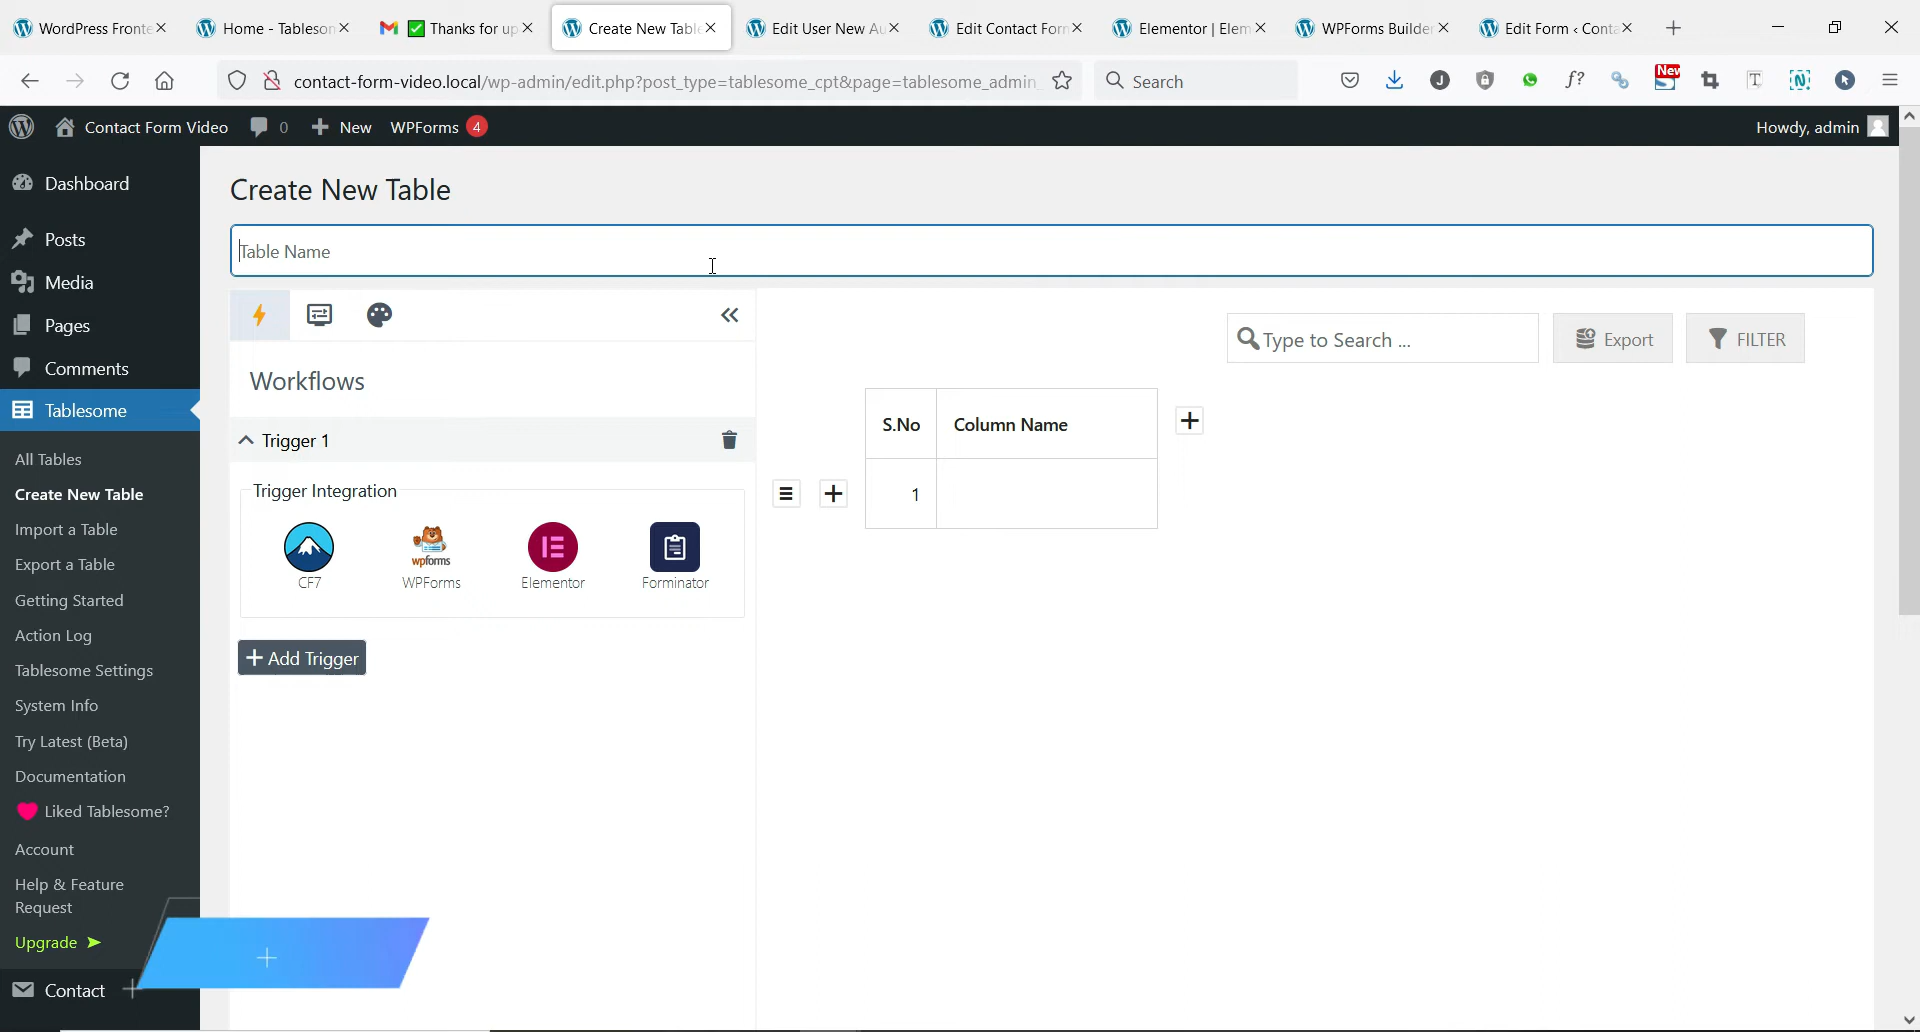 WordPress Fronte
Home - Tableson
Thanks for up
Create New Tabl
Edit User New Au
Edit Contact Forn
Elementor | Elem
WPForms Builde
Edit Form ‹ Conta
contact-form-video.local/wp-admin/edit.php?post_type=tablesome_cpt&page=tablesome_admin
Search
J
f?
New
T
N
Contact Form Video
0
New
WPForms 4
Howdy, admin
Dashboard
Posts
Media
Pages
Comments
Tablesome
All Tables
Create New Table
Import a Table
Export a Table
Getting Started
Action Log
Tablesome Settings
System Info
Try Latest (Beta)
Documentation
Liked Tablesome?
Account
Help & Feature
Request
Upgrade ➤
Contact
Create New Table
Table Name
Workflows
Trigger 1
Trigger Integration
wpforms
CF7
WPForms
Elementor
Forminator
Add Trigger
Type to Search ...
Export
FILTER
S.No
Column Name
1